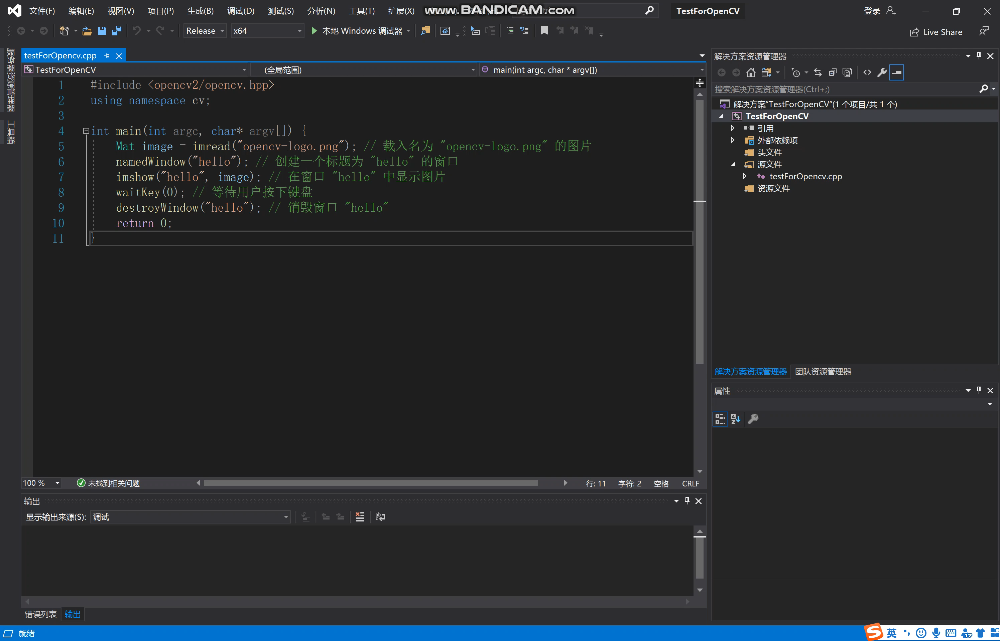 文件(F) 编辑(E) 视图(V) 项目(P) 生成(B) 调试(D) 测试(S) 分析(N) 工具(T) 扩展(X) www.BANDICAM.com TestForOpenCV 登录
Release x64 本地 Windows 调试器 Live Share
服务器资源管理器
工具箱
testForOpencv.cpp
TestForOpenCV (全局范围) main(int argc, char * argv[])
1 #include <opencv2/opencv.hpp>
2 using namespace cv;
3
4 int main(int argc, char* argv[]) {
5 Mat image = imread("opencv-logo.png"); // 载入名为 "opencv-logo.png" 的图片
6 namedWindow("hello"); // 创建一个标题为 "hello" 的窗口
7 imshow("hello", image); // 在窗口 "hello" 中显示图片
8 waitKey(0); // 等待用户按下键盘
9 destroyWindow("hello"); // 销毁窗口 "hello"
10 return 0;
11 }
100 % 未找到相关问题 行: 11 字符: 2 空格 CRLF
输出
显示输出来源(S): 调试
错误列表 输出
解决方案资源管理器
搜索解决方案资源管理器(Ctrl+;)
解决方案"TestForOpenCV"(1 个项目/共 1 个)
TestForOpenCV
引用
外部依赖项
头文件
源文件
testForOpencv.cpp
资源文件
解决方案资源管理器 团队资源管理器
属性
就绪
英